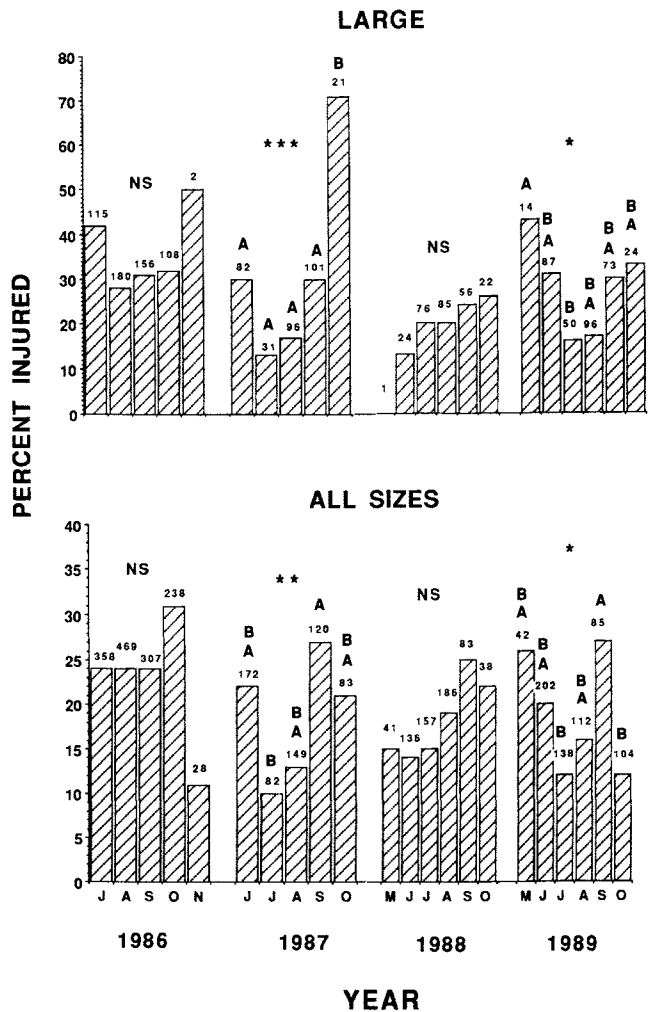 LARGE
PERCENT INJURED
80
70
60
50
40
30
20
10
0
NS
115
180
156
108
2
* * *
A
82
A
31
A
96
A
101
B
21
NS
1
24
76
85
56
22
*
A
14
B
A
87
B
50
B
A
96
B
A
73
B
A
24
ALL SIZES
40
35
30
25
20
15
10
5
0
NS
358
469
307
238
28
* *
B
A
172
B
82
B
A
149
A
120
B
A
83
NS
41
136
157
186
83
38
*
B
A
42
B
A
202
B
138
B
A
112
A
85
B
104
J A S O N J J A S O M J J A S O M J J A S O
1986 1987 1988 1989
YEAR